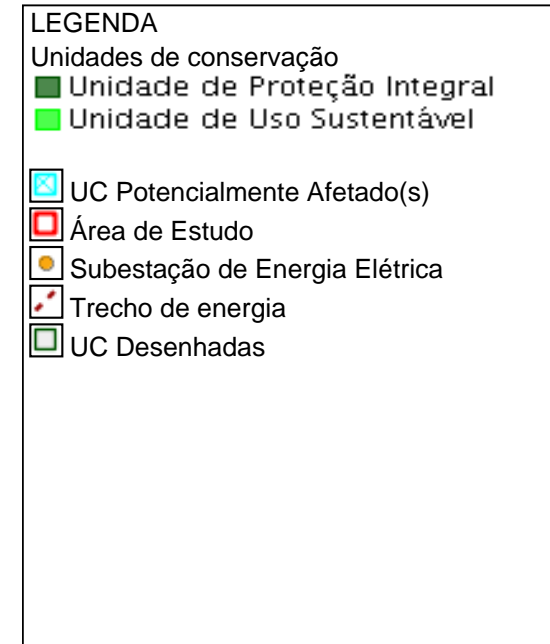 LEGENDA
Unidades de conservação
Unidade de Proteção Integral
Unidade de Uso Sustentável
UC Potencialmente Afetado(s)
Área de Estudo
Subestação de Energia Elétrica
Trecho de energia
UC Desenhadas